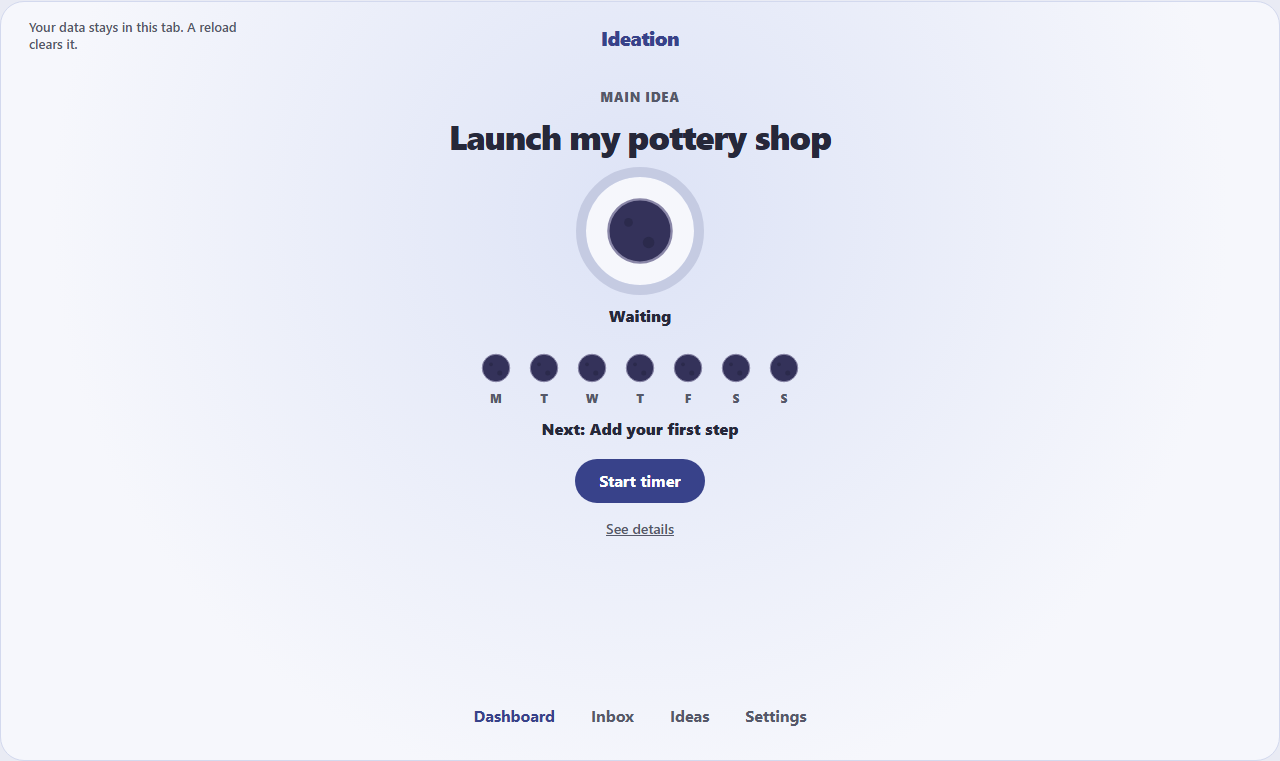 Your data stays in this tab. A reload
clears it.
Ideation
MAIN IDEA
Launch my pottery shop
Waiting
M T W T F S S
Next: Add your first step
Start timer
See details
Dashboard Inbox Ideas Settings